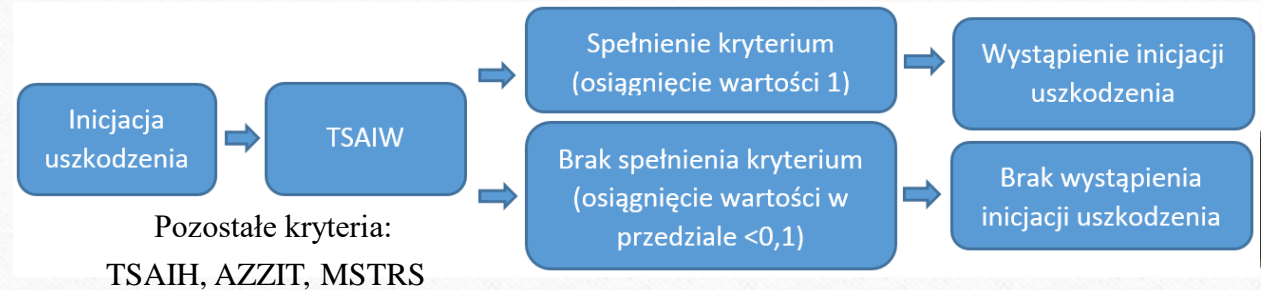 Inicjacja
uszkodzenia
TSAIW
Pozostałe kryteria:
TSAIH, AZZIT, MSTRS
Spełnienie kryterium
(osiągnięcie wartości 1)
Wystąpienie inicjacji
uszkodzenia
Brak spełnienia kryterium
(osiągnięcie wartości w
przedziale <0,1)
Brak wystąpienia
inicjacji uszkodzenia